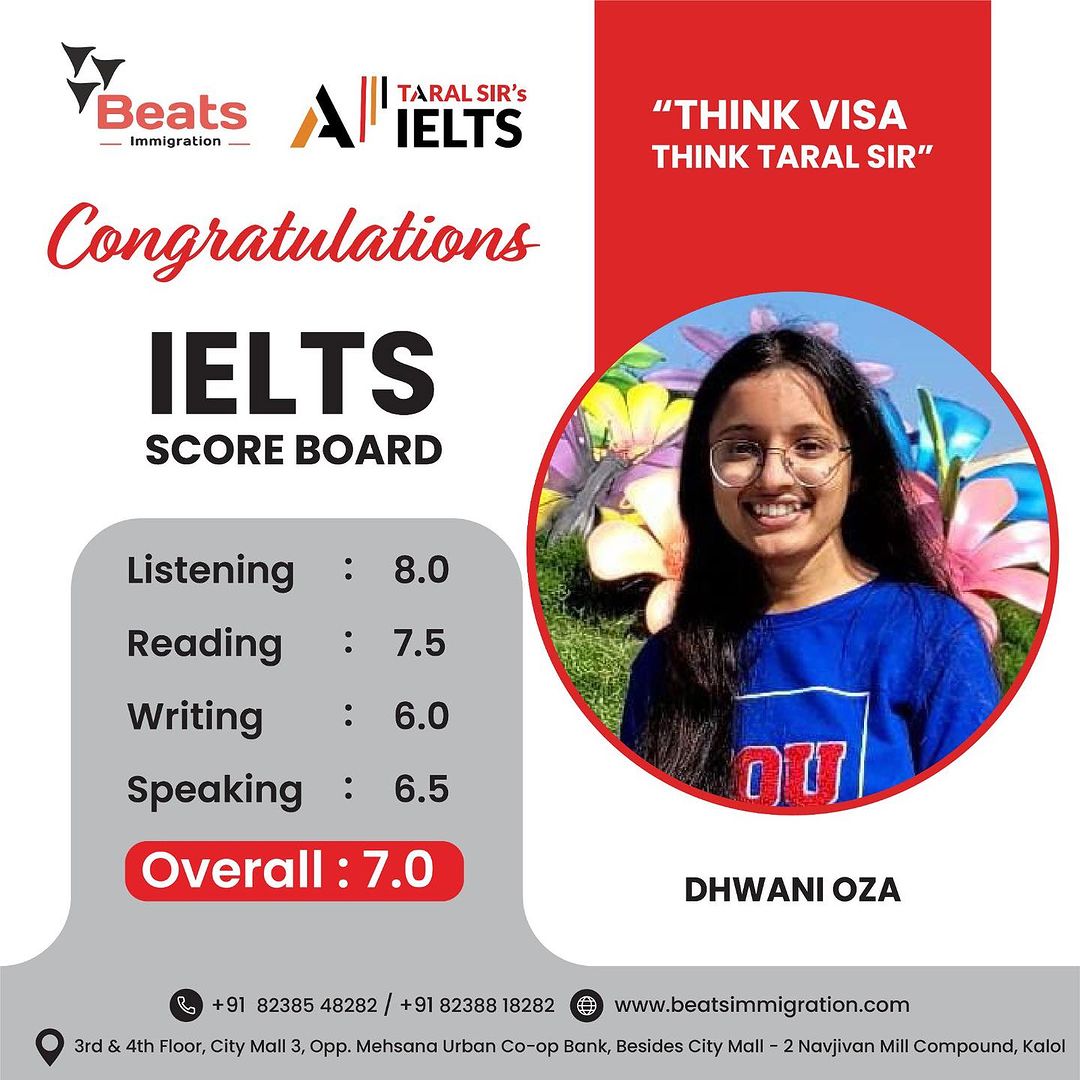 Beats
Immigration
TARAL SIR's
IELTS
"THINK VISA
THINK TARAL SIR"
Congratulations
IELTS
SCORE BOARD
Listening : 8.0
Reading : 7.5
Writing : 6.0
Speaking : 6.5
Overall : 7.0
OU
DHWANI OZA
+91 82385 48282 / +91 82388 18282 www.beatsimmigration.com
3rd & 4th Floor, City Mall 3, Opp. Mehsana Urban Co-op Bank, Besides City Mall - 2 Navjivan Mill Compound, Kalol